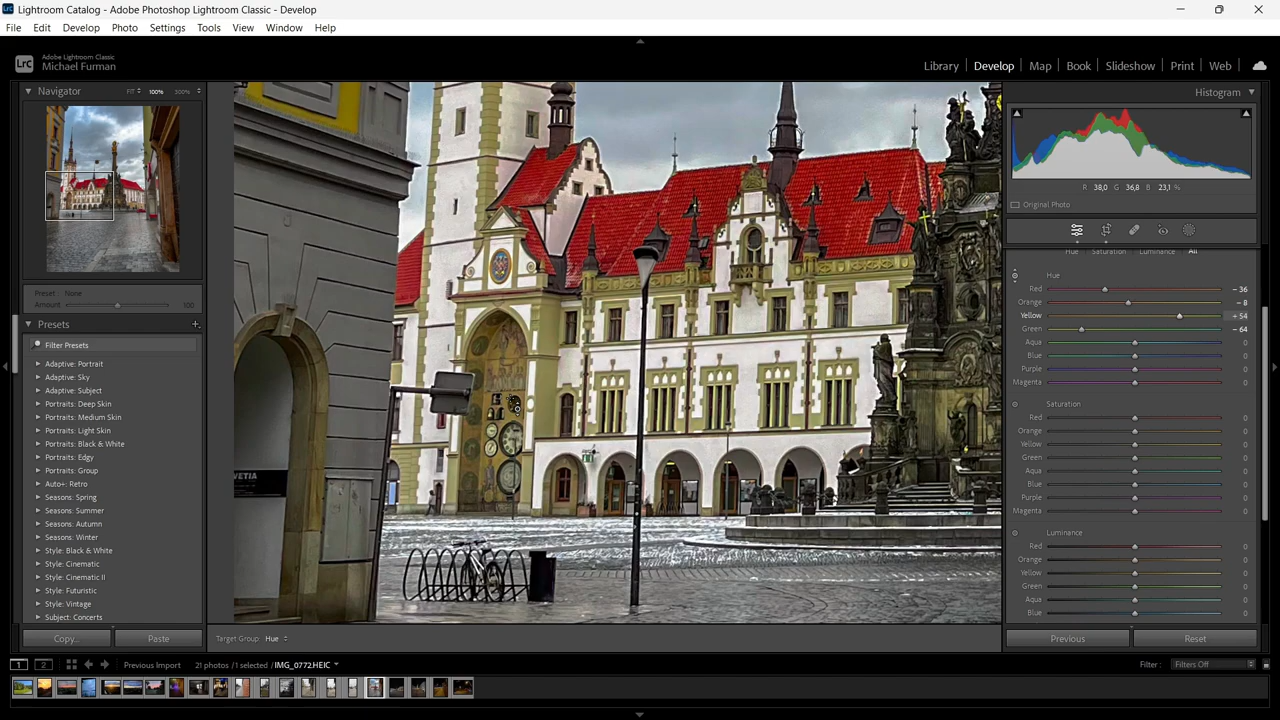 Lightroom Catalog - Adobe Photoshop Lightroom Classic - Develop
File Edit Develop Photo Settings Tools View Window Help
Lrc
Adobe Lightroom Classic
Michael Furman
Library | Develop | Map | Book | Slideshow | Print | Web
Navigator FIT 100% 300%
Histogram
R 38,0 G 36,8 B 23,1 %
Original Photo
Hue Saturation Luminance All
Preset: None
Amount 100
Presets +
Filter Presets
Adaptive: Portrait
Adaptive: Sky
Adaptive: Subject
Portraits: Deep Skin
Portraits: Medium Skin
Portraits: Light Skin
Portraits: Black & White
Portraits: Edgy
Portraits: Group
Auto+: Retro
Seasons: Spring
Seasons: Summer
Seasons: Autumn
Seasons: Winter
Style: Black & White
Style: Cinematic
Style: Cinematic II
Style: Futuristic
Style: Vintage
Subject: Concerts
Copy... Paste
VETIA
Hue
Red - 36
Orange - 8
Yellow + 54
Green - 64
Aqua 0
Blue 0
Purple 0
Magenta 0
Saturation
Red 0
Orange 0
Yellow 0
Green 0
Aqua 0
Blue 0
Purple 0
Magenta 0
Luminance
Red 0
Orange 0
Yellow 0
Green 0
Aqua 0
Blue 0
Target Group: Hue
Previous Reset
1 2 Previous Import 21 photos / 1 selected / IMG_0772.HEIC
Filter : Filters Off